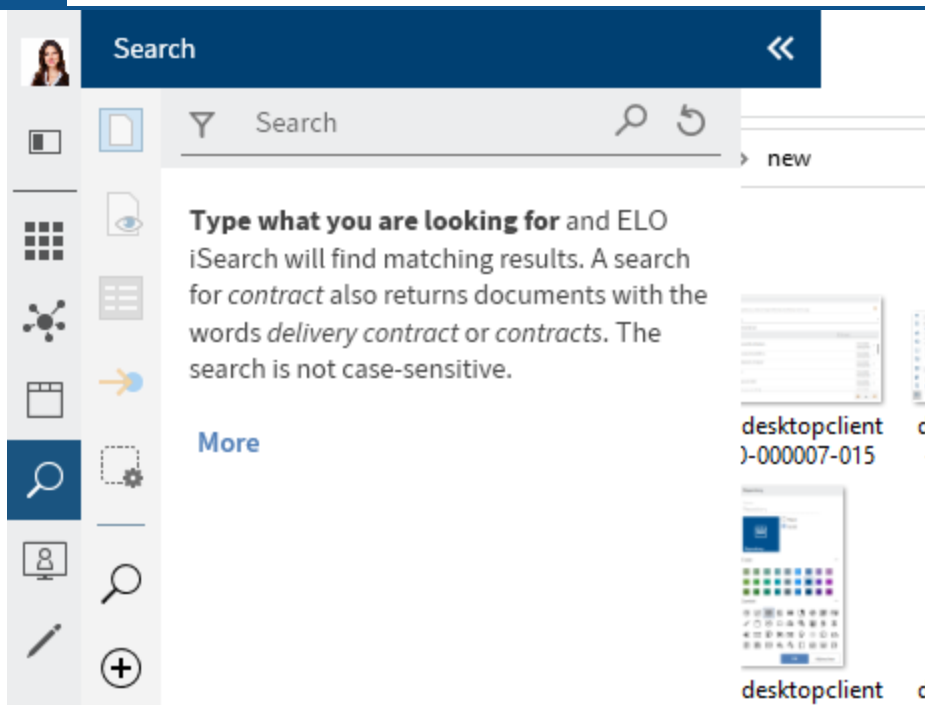 Search
Search
new
Type what you are looking for and ELO
iSearch will find matching results. A search
for contract also returns documents with the
words delivery contract or contracts. The
search is not case-sensitive.
More
desktopclient
0-000007-015
desktopclient